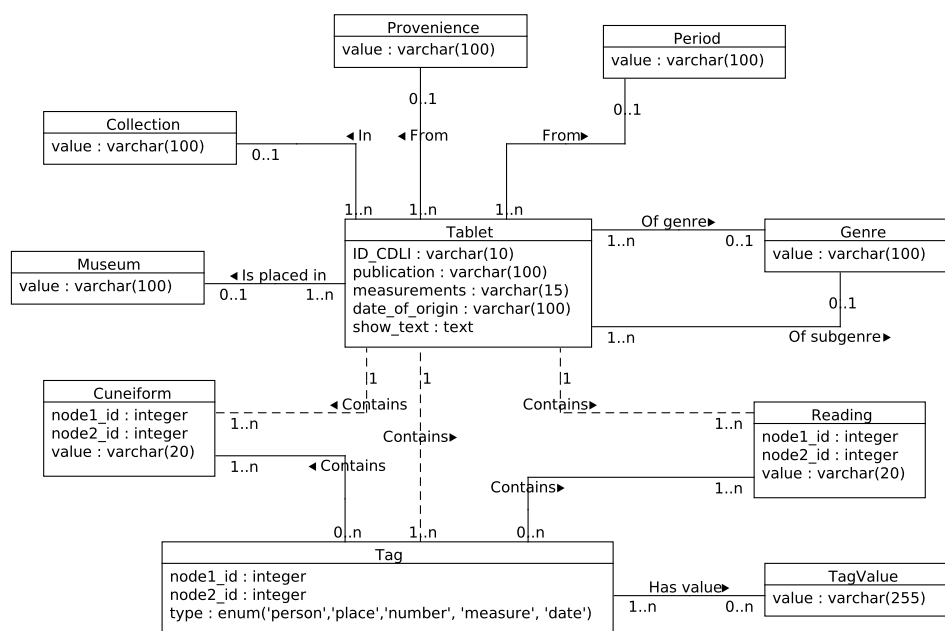 Provenience
value : varchar(100)
Period
value : varchar(100)
0..1
0..1
Collection
value : varchar(100)
0..1
◄ In
◄ From
From ►
1..n
1..n
1..n
Tablet
ID_CDLI : varchar(10)
publication : varchar(100)
measurements : varchar(15)
date_of_origin : varchar(100)
show_text : text
Of genre ►
1..n
0..1
Genre
value : varchar(100)
0..1
1..n
Of subgenre ►
Museum
value : varchar(100)
◄ Is placed in
0..1
1..n
1
1
1
Cuneiform
node1_id : integer
node2_id : integer
value : varchar(20)
◄ Contains
1..n
Contains ►
Contains ►
1..n
Reading
node1_id : integer
node2_id : integer
value : varchar(20)
1..n
◄ Contains
Contains ►
1..n
0..n
1..n
0..n
Tag
node1_id : integer
node2_id : integer
type : enum('person','place','number', 'measure', 'date')
Has value ►
1..n
0..n
TagValue
value : varchar(255)